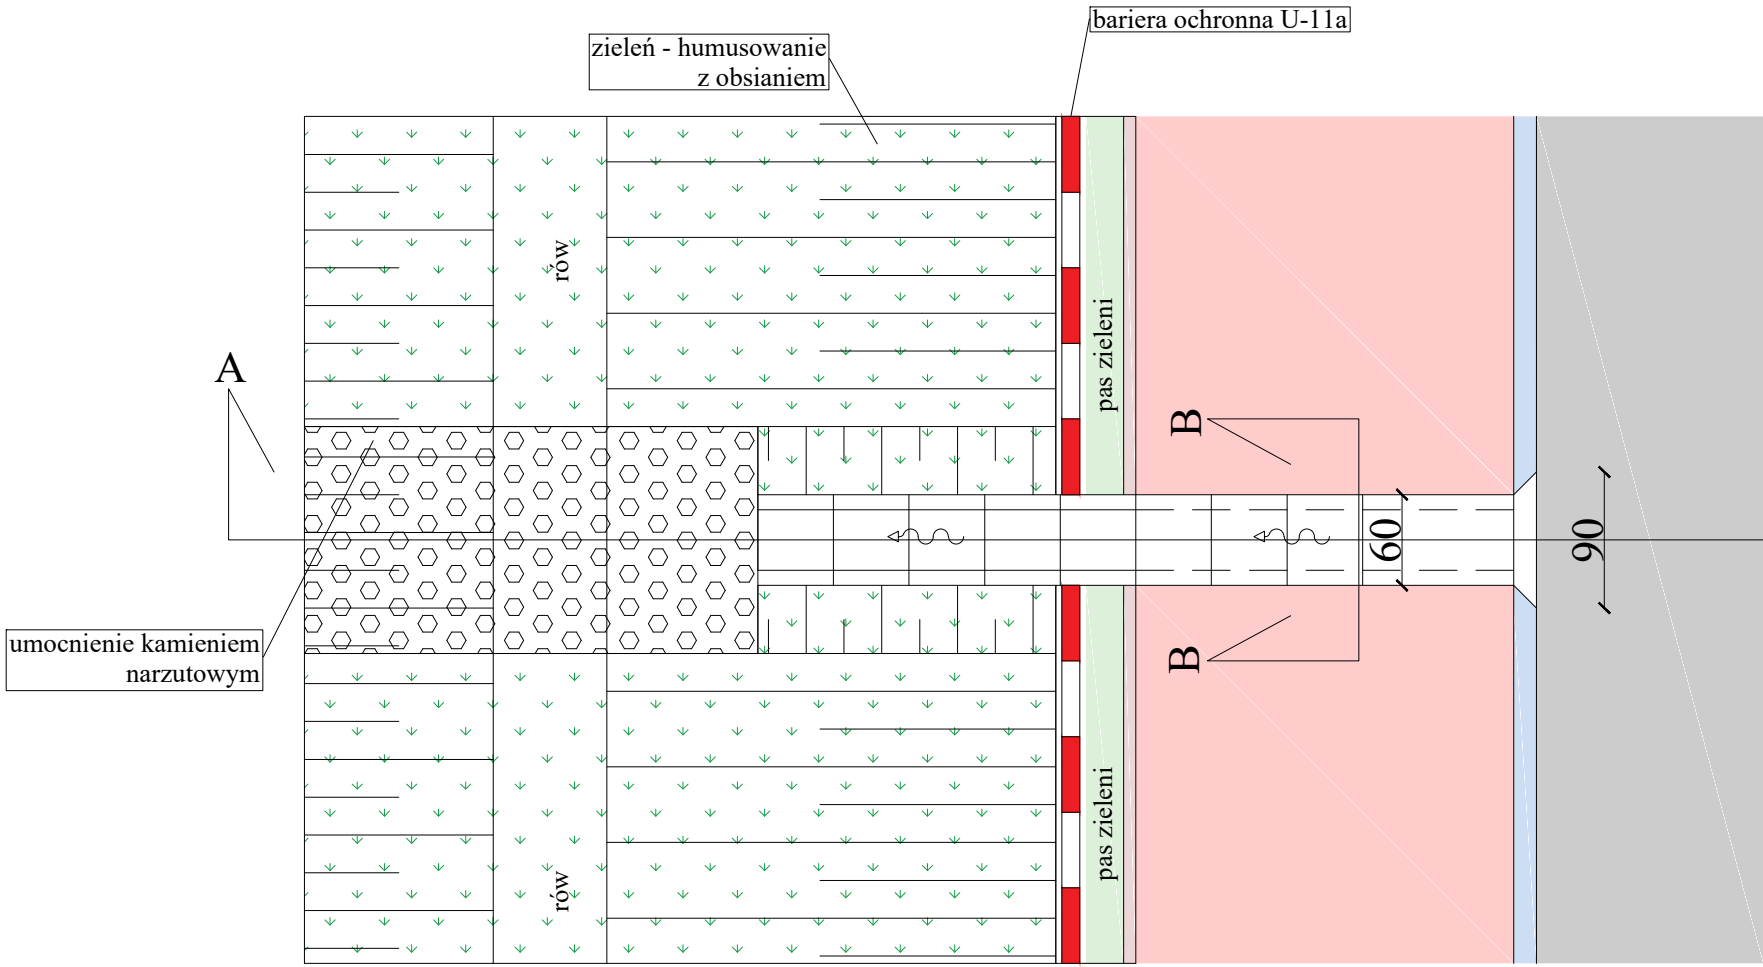 bariera ochronna U-11a
zieleń - humusowanie
z obsianiem
rów
pas zieleni
A
B
60
90
umocnienie kamieniem
narzutowym
B
rów
pas zieleni